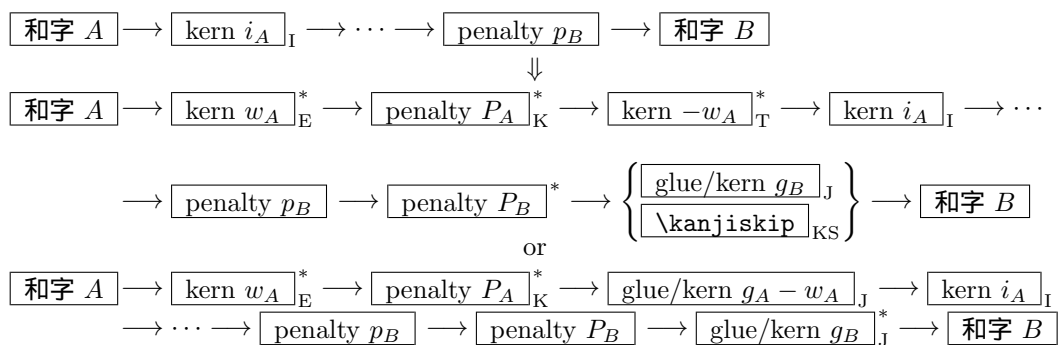 和字 A → kern i_A I → ⋯ → penalty p_B → 和字 B
⇓
和字 A → kern w_A *E → penalty P_A *K → kern −w_A *T → kern i_A I → ⋯
→ penalty p_B → penalty P_B * → { glue/kern g_B J
\kanjiskip KS } → 和字 B
or
和字 A → kern w_A *E → penalty P_A *K → glue/kern g_A − w_A J → kern i_A I
→ ⋯ → penalty p_B → penalty P_B → glue/kern g_B *J → 和字 B